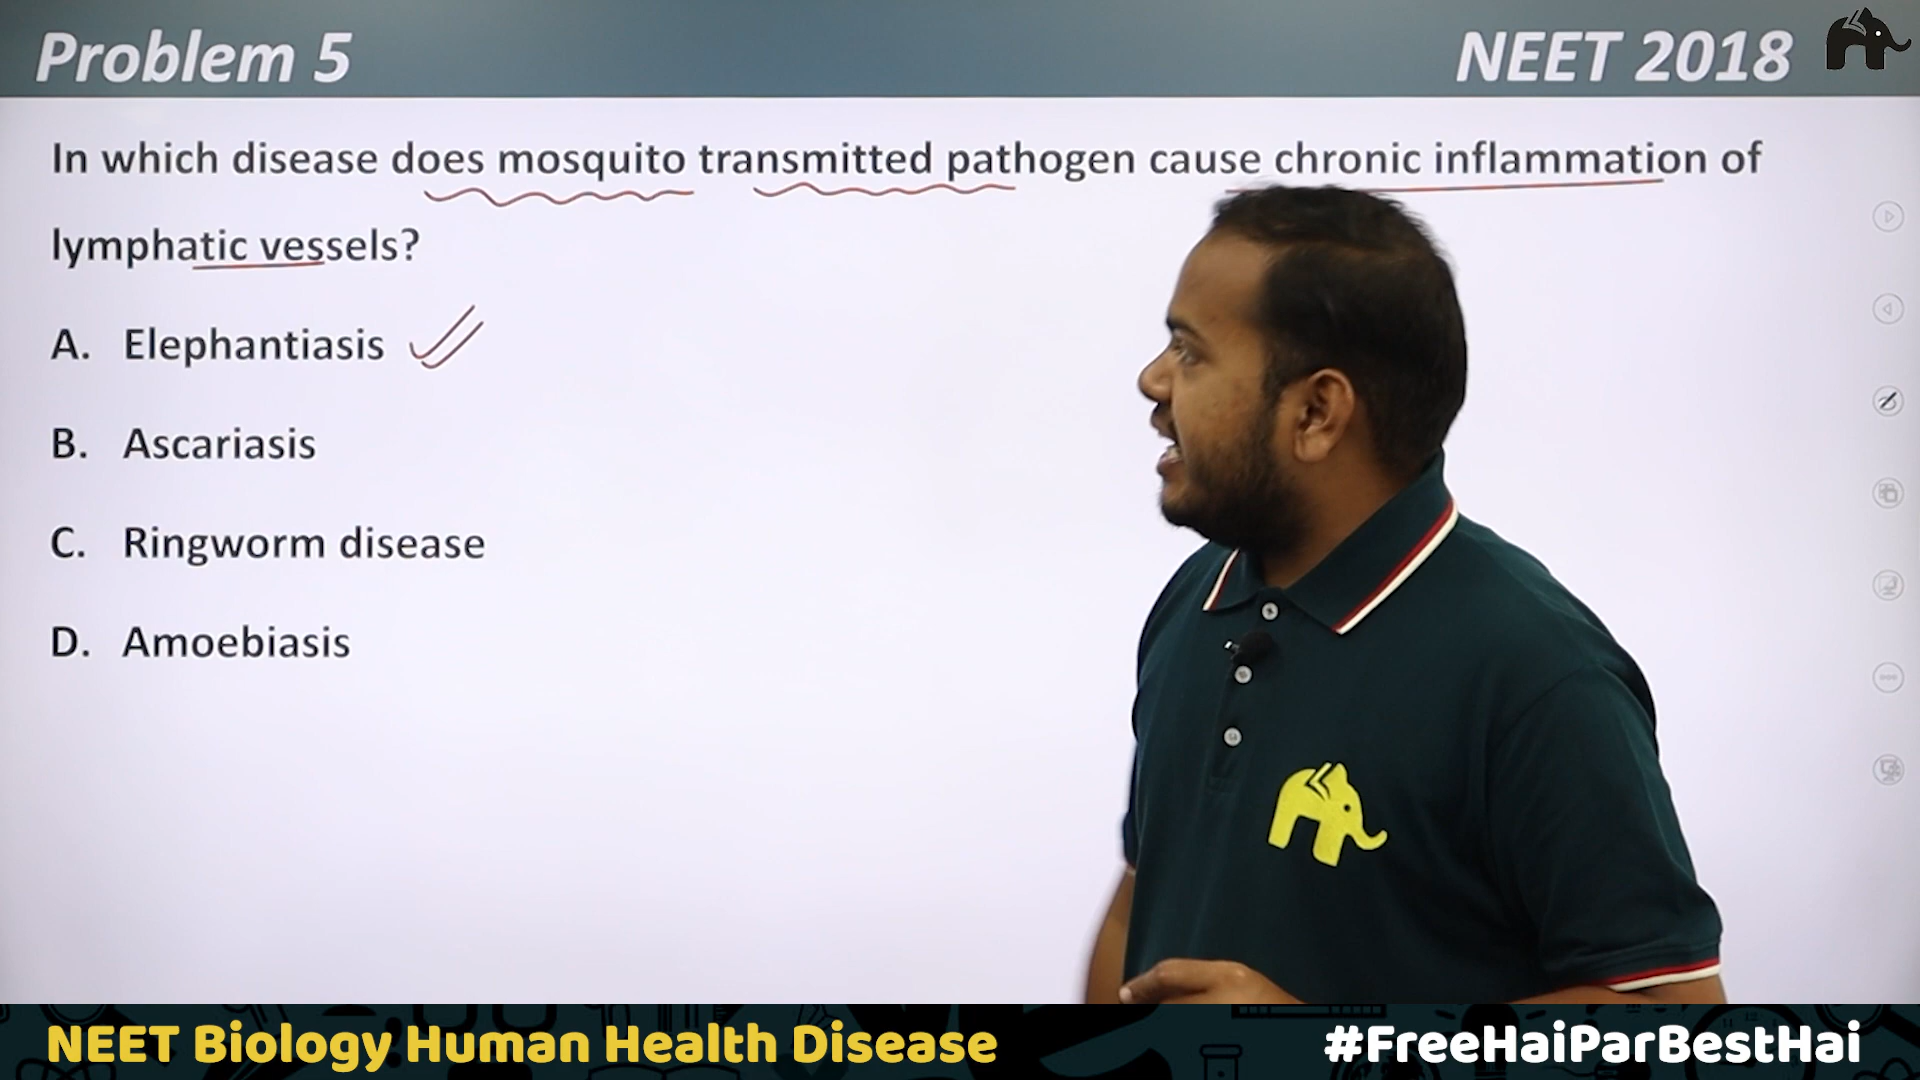 Problem 5
NEET 2018
In which disease does mosquito transmitted pathogen cause chronic inflammation of
lymphatic vessels?
A. Elephantiasis
B. Ascariasis
C. Ringworm disease
D. Amoebiasis
NEET Biology Human Health Disease
#FreeHaiParBestHai